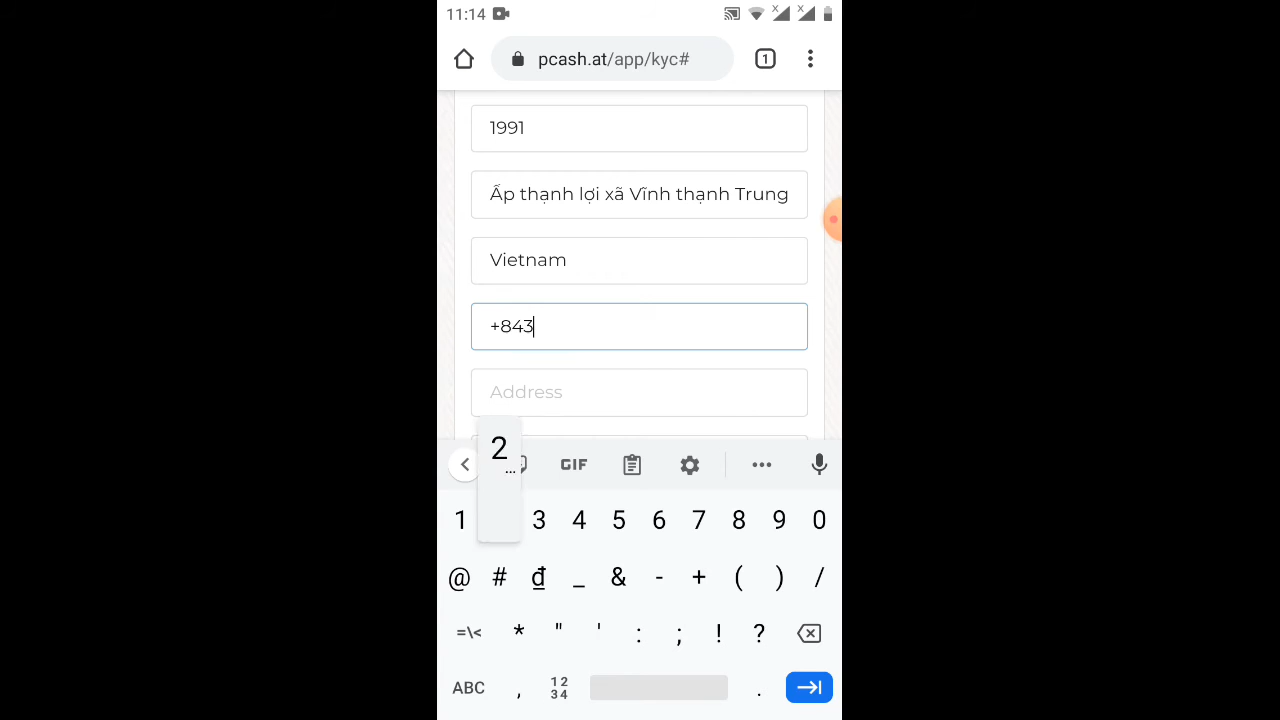 11:14
pcash.at/app/kyc#
1
1991
Ấp thạnh lợi xã Vĩnh thạnh Trung
Vietnam
+843
Address
2
...
GIF
1 3 4 5 6 7 8 9 0
@ # ₫ _ & - + ( ) /
=\< * " ' : ; ! ?
ABC , 12 34 .